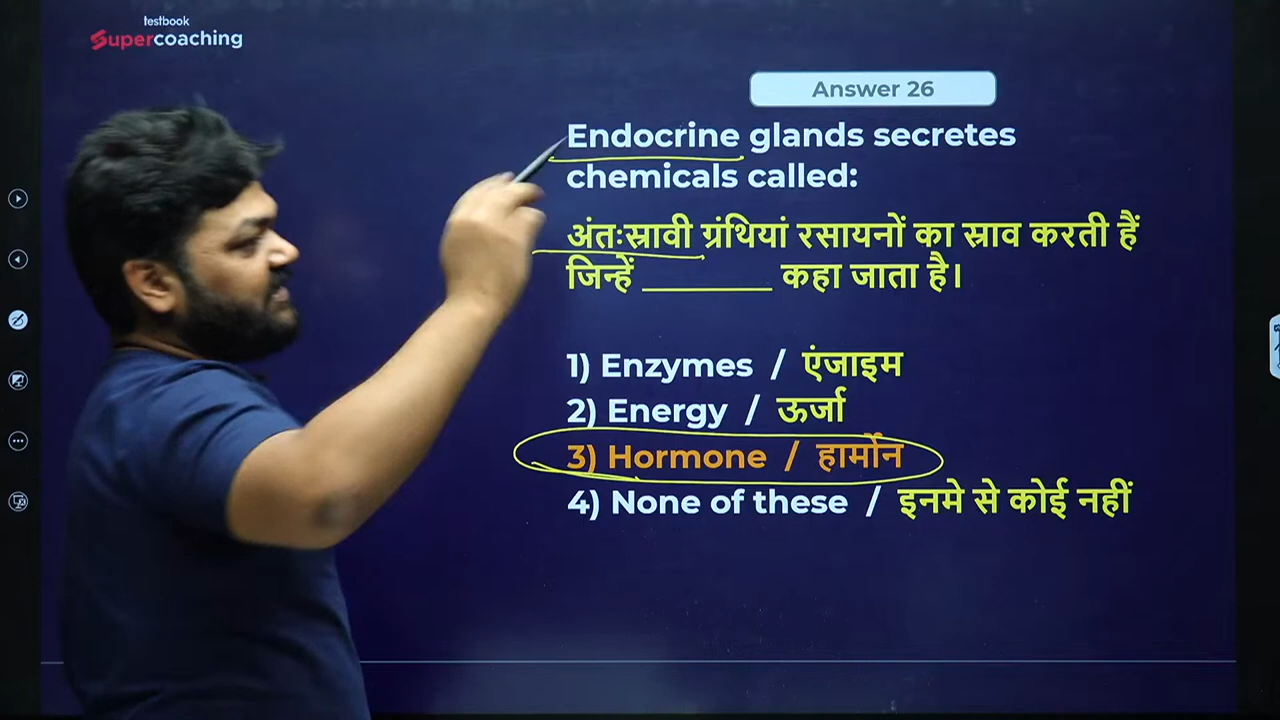 testbook
Supercoaching
Answer 26
Endocrine glands secretes
chemicals called:
अंतःस्रावी ग्रंथियां रसायनों का स्राव करती हैं
जिन्हें ________ कहा जाता है।
1) Enzymes / एंजाइम
2) Energy / ऊर्जा
3) Hormone / हार्मोन
4) None of these / इनमे से कोई नहीं